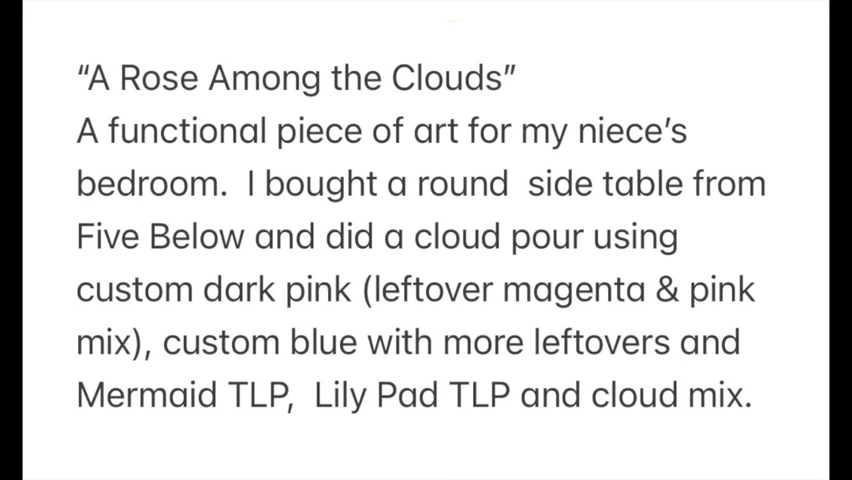 “A Rose Among the Clouds”
A functional piece of art for my niece’s
bedroom.  I bought a round  side table from
Five Below and did a cloud pour using
custom dark pink (leftover magenta & pink
mix), custom blue with more leftovers and
Mermaid TLP,  Lily Pad TLP and cloud mix.